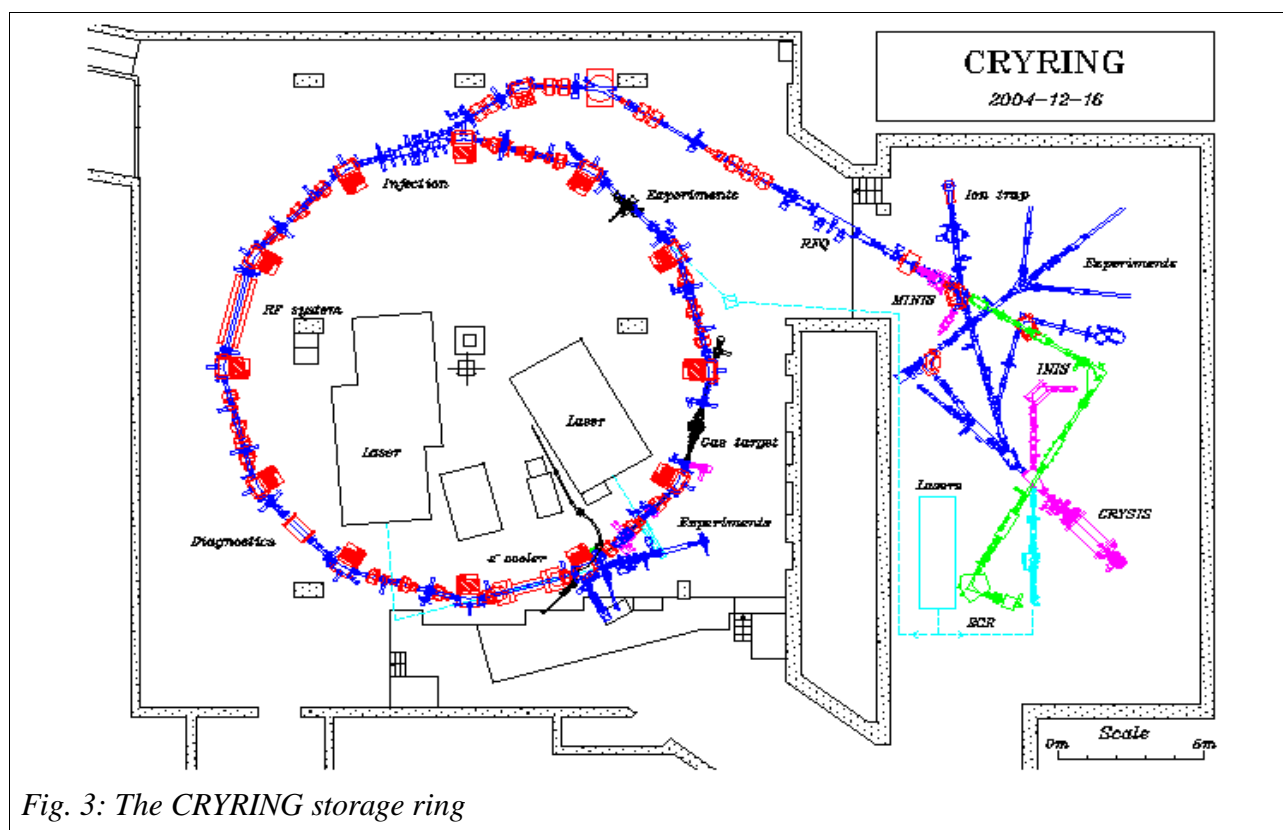 CRYRING
2004-12-16
Injection
Experiments
Ion trap
RFQ
Experiments
MINIS
RF system
INIS
Laser
Laser
Gas target
Lasers
CRYSIS
Experiments
Diagnostics
e⁻ cooler
ECR
Scale
0m 6m
Fig. 3: The CRYRING storage ring